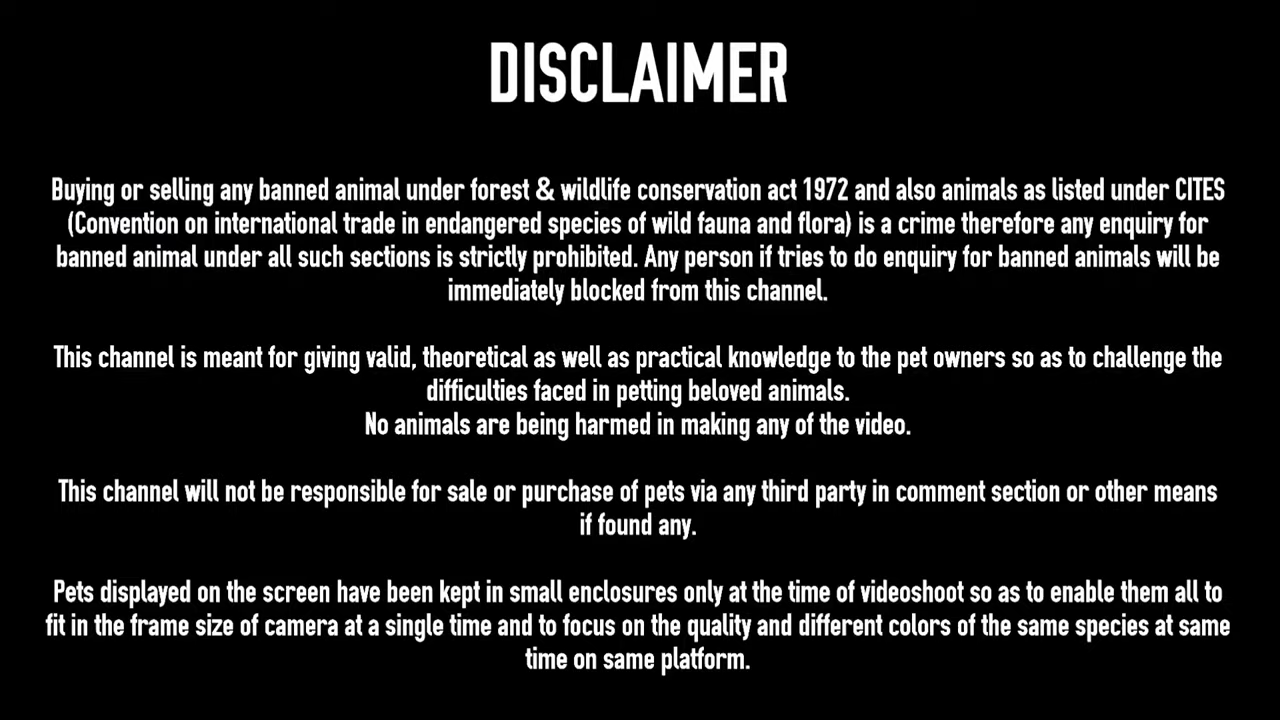 DISCLAIMER
Buying or selling any banned animal under forest & wildlife conservation act 1972 and also animals as listed under CITES
(Convention on international trade in endangered species of wild fauna and flora) is a crime therefore any enquiry for
banned animal under all such sections is strictly prohibited. Any person if tries to do enquiry for banned animals will be
immediately blocked from this channel.
This channel is meant for giving valid, theoretical as well as practical knowledge to the pet owners so as to challenge the
difficulties faced in petting beloved animals.
No animals are being harmed in making any of the video.
This channel will not be responsible for sale or purchase of pets via any third party in comment section or other means
if found any.
Pets displayed on the screen have been kept in small enclosures only at the time of videoshoot so as to enable them all to
fit in the frame size of camera at a single time and to focus on the quality and different colors of the same species at same
time on same platform.